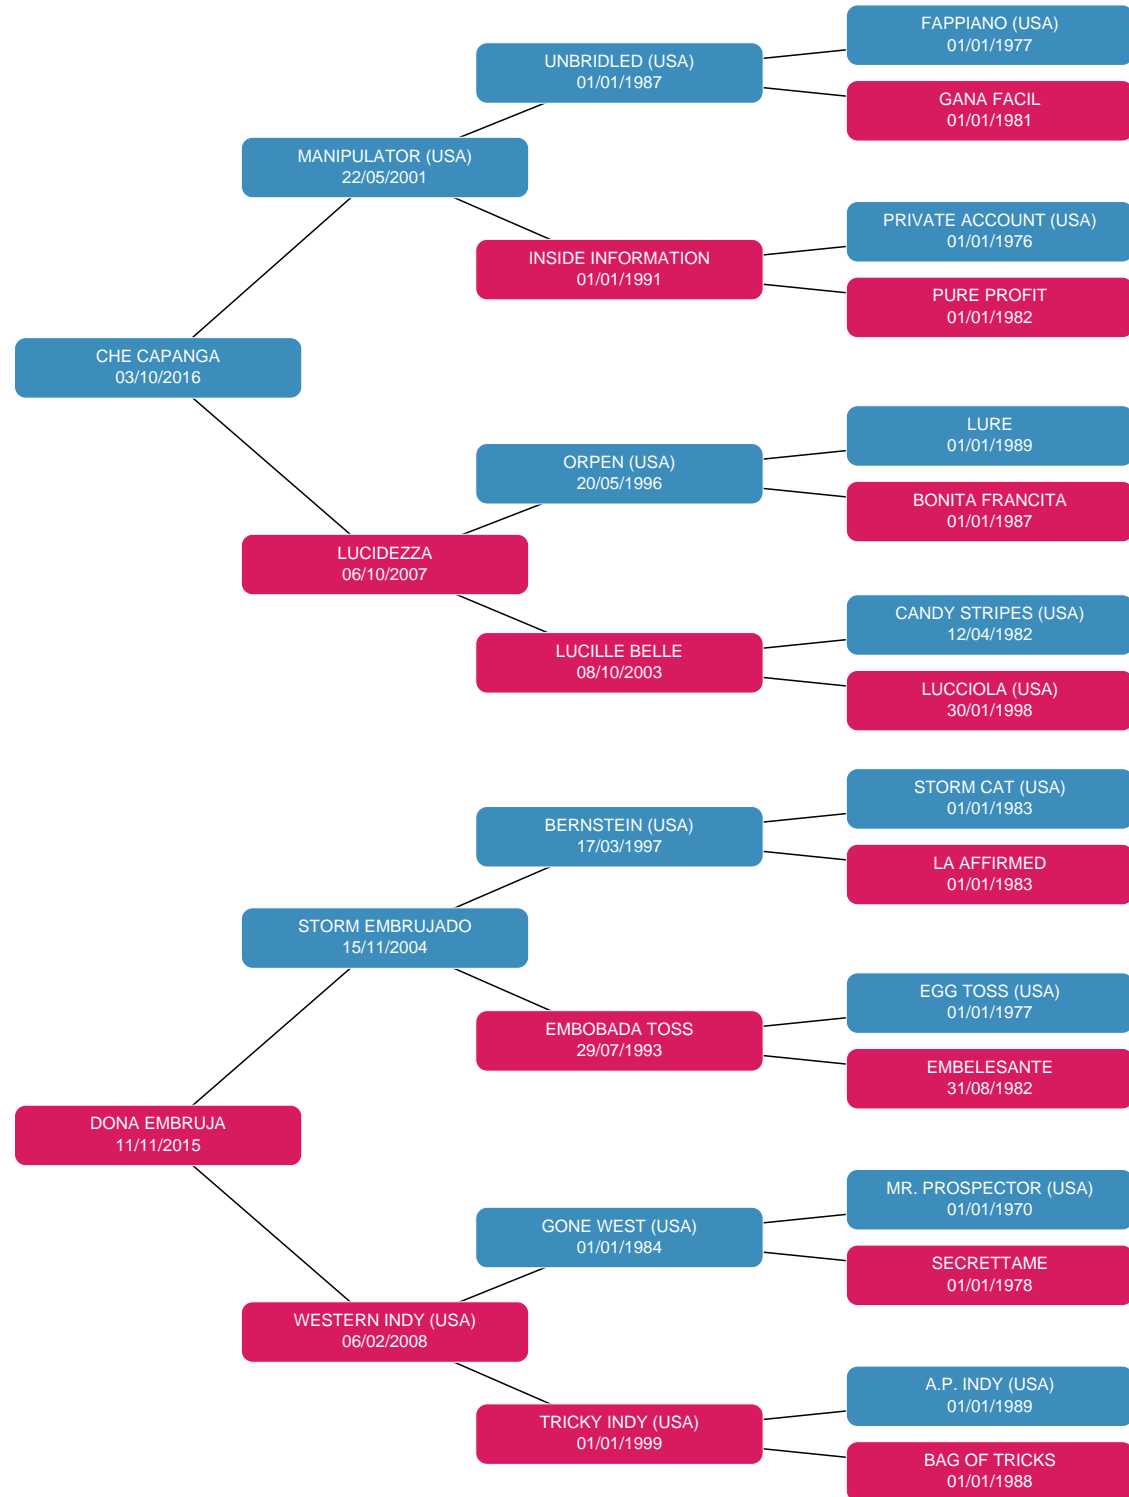 FAPPIANO (USA)
01/01/1977
UNBRIDLED (USA)
01/01/1987
GANA FACIL
01/01/1981
MANIPULATOR (USA)
22/05/2001
PRIVATE ACCOUNT (USA)
01/01/1976
INSIDE INFORMATION
01/01/1991
PURE PROFIT
01/01/1982
CHE CAPANGA
03/10/2016
LURE
01/01/1989
ORPEN (USA)
20/05/1996
BONITA FRANCITA
01/01/1987
LUCIDEZZA
06/10/2007
CANDY STRIPES (USA)
12/04/1982
LUCILLE BELLE
08/10/2003
LUCCIOLA (USA)
30/01/1998
STORM CAT (USA)
01/01/1983
BERNSTEIN (USA)
17/03/1997
LA AFFIRMED
01/01/1983
STORM EMBRUJADO
15/11/2004
EGG TOSS (USA)
01/01/1977
EMBOBADA TOSS
29/07/1993
EMBELESANTE
31/08/1982
DONA EMBRUJA
11/11/2015
MR. PROSPECTOR (USA)
01/01/1970
GONE WEST (USA)
01/01/1984
SECRETTAME
01/01/1978
WESTERN INDY (USA)
06/02/2008
A.P. INDY (USA)
01/01/1989
TRICKY INDY (USA)
01/01/1999
BAG OF TRICKS
01/01/1988